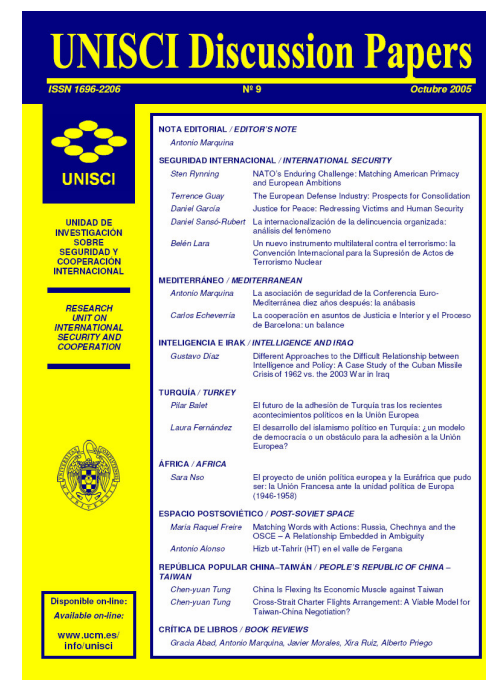 UNISCI Discussion Papers
ISSN 1696-2206 Nº 9 Octubre 2005
UNISCI
UNIDAD DE
INVESTIGACIÓN
SOBRE
SEGURIDAD Y
COOPERACIÓN
INTERNACIONAL
RESEARCH
UNIT ON
INTERNATIONAL
SECURITY AND
COOPERATION
Disponible on-line:
Available on-line:
www.ucm.es/
info/unisci
NOTA EDITORIAL / EDITOR'S NOTE
Antonio Marquina
SEGURIDAD INTERNACIONAL / INTERNATIONAL SECURITY
Sten Rynning NATO's Enduring Challenge: Matching American Primacy
and European Ambitions
Terrence Guay The European Defense Industry: Prospects for Consolidation
Daniel García Justice for Peace: Redressing Victims and Human Security
Daniel Sansó-Rubert La internacionalización de la delincuencia organizada:
análisis del fenómeno
Belén Lara Un nuevo instrumento multilateral contra el terrorismo: la
Convención Internacional para la Supresión de Actos de
Terrorismo Nuclear
MEDITERRÁNEO / MEDITERRANEAN
Antonio Marquina La asociación de seguridad de la Conferencia Euro-
Mediterránea diez años después: la anábasis
Carlos Echeverría La cooperación en asuntos de Justicia e Interior y el Proceso
de Barcelona: un balance
INTELIGENCIA E IRAK / INTELLIGENCE AND IRAQ
Gustavo Díaz Different Approaches to the Difficult Relationship between
Intelligence and Policy: A Case Study of the Cuban Missile
Crisis of 1962 vs. the 2003 War in Iraq
TURQUÍA / TURKEY
Pilar Balet El futuro de la adhesión de Turquía tras los recientes
acontecimientos políticos en la Unión Europea
Laura Fernández El desarrollo del islamismo político en Turquía: ¿un modelo
de democracia o un obstáculo para la adhesión a la Unión
Europea?
ÁFRICA / AFRICA
Sara Nso El proyecto de unión política europea y la Euráfrica que pudo
ser: la Unión Francesa ante la unidad política de Europa
(1946-1958)
ESPACIO POSTSOVIÉTICO / POST-SOVIET SPACE
Maria Raquel Freire Matching Words with Actions: Russia, Chechnya and the
OSCE – A Relationship Embedded in Ambiguity
Antonio Alonso Hizb ut-Tahrir (HT) en el valle de Fergana
REPÚBLICA POPULAR CHINA–TAIWÁN / PEOPLE'S REPUBLIC OF CHINA –
TAIWAN
Chen-yuan Tung China Is Flexing Its Economic Muscle against Taiwan
Chen-yuan Tung Cross-Strait Charter Flights Arrangement: A Viable Model for
Taiwan-China Negotiation?
CRÍTICA DE LIBROS / BOOK REVIEWS
Gracia Abad, Antonio Marquina, Javier Morales, Xira Ruiz, Alberto Priego